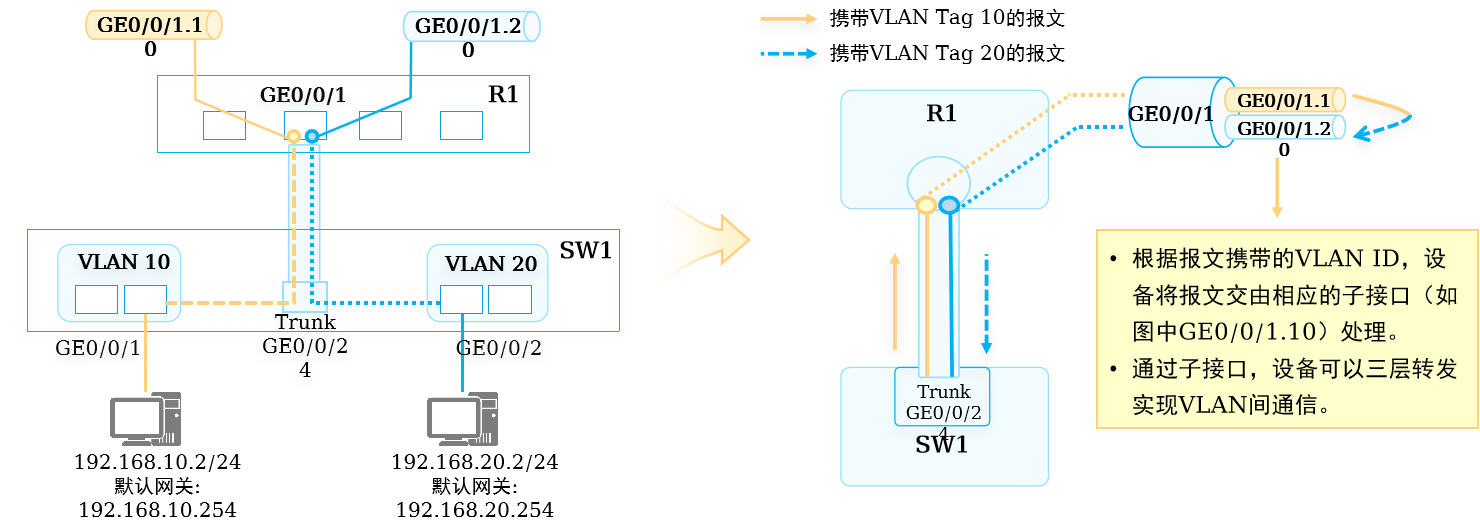 GE0/0/1.1
0
GE0/0/1.2
0
GE0/0/1
R1
VLAN 10
VLAN 20
SW1
Trunk
GE0/0/2
4
GE0/0/1
GE0/0/2
192.168.10.2/24
默认网关:
192.168.10.254
192.168.20.2/24
默认网关:
192.168.20.254
携带VLAN Tag 10的报文
携带VLAN Tag 20的报文
R1
GE0/0/1
GE0/0/1.1
GE0/0/1.2
0
Trunk
GE0/0/2
4
SW1
• 根据报文携带的VLAN ID，设
备将报文交由相应的子接口（如
图中GE0/0/1.10）处理。
• 通过子接口，设备可以三层转发
实现VLAN间通信。